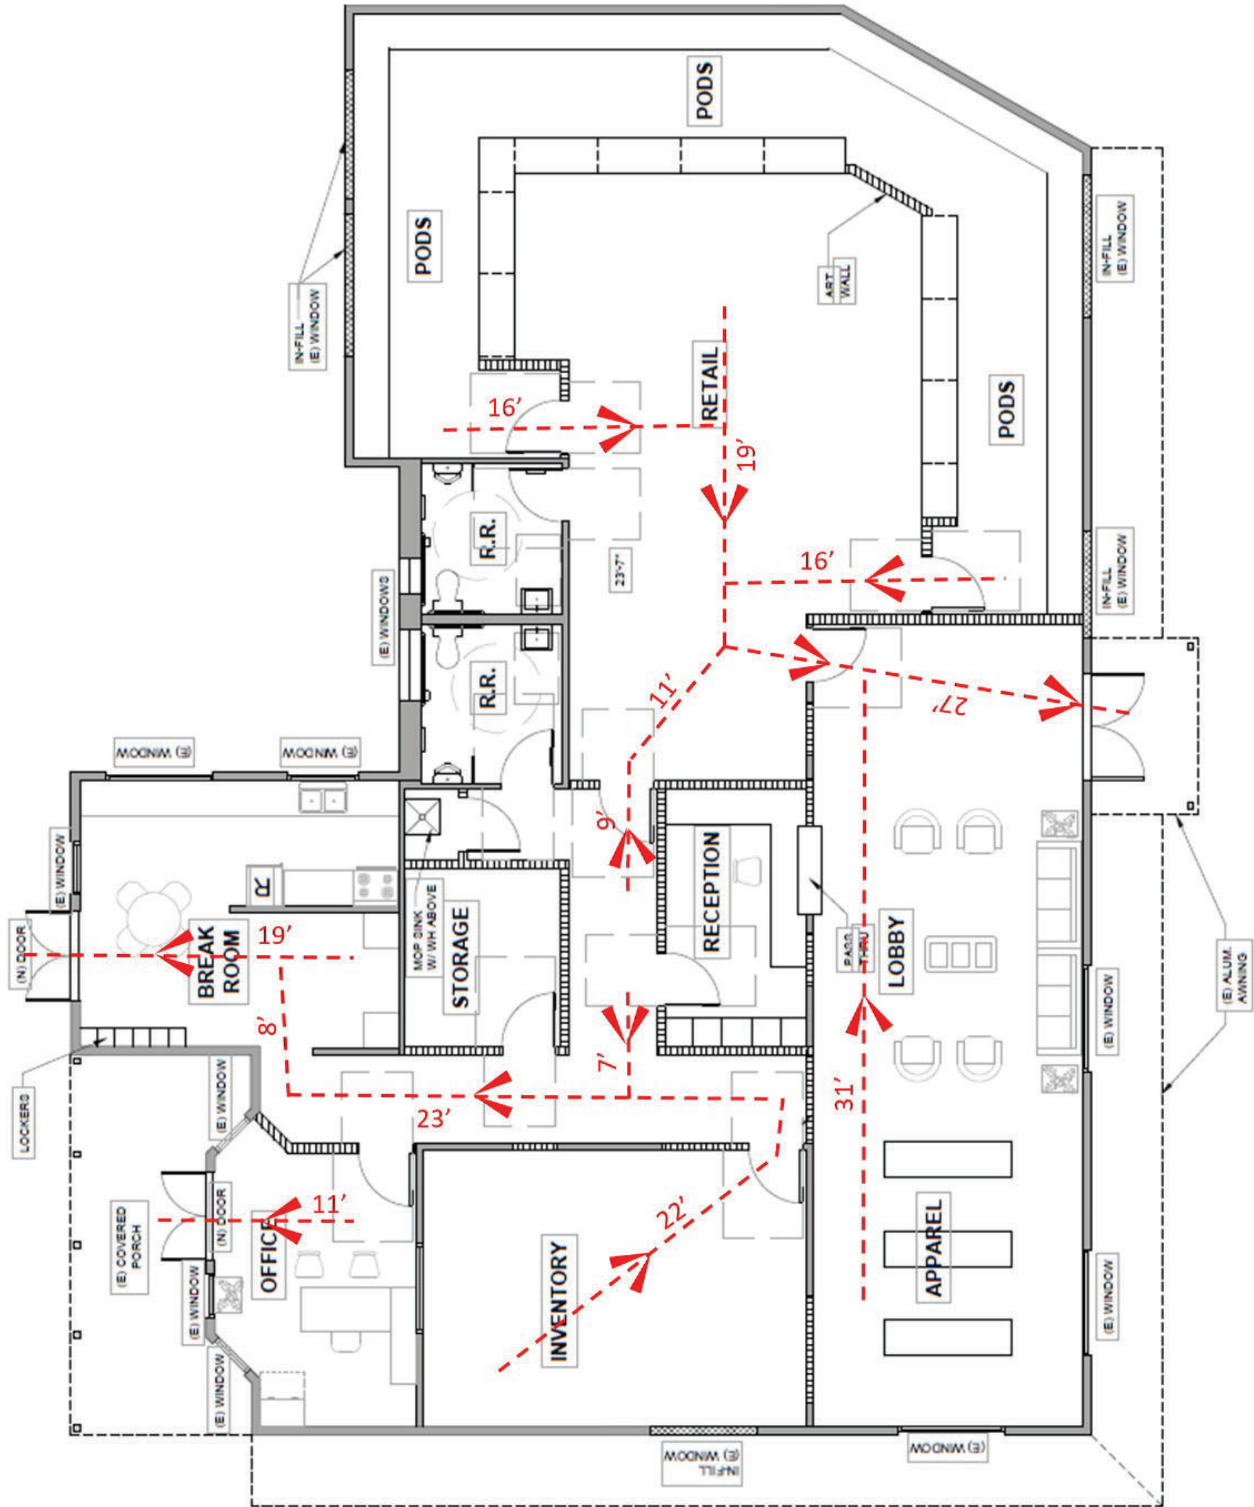 PODS
PODS
IN-FILL
(E) WINDOW
ART
WALL
IN-FILL
(E) WINDOW
RETAIL
16'
19'
PODS
R.R.
23'-7"
16'
IN-FILL
(E) WINDOW
(E) WINDOWS
R.R.
11'
27'
(E) WINDOW
(E) WINDOW
9'
(E) WINDOW
R
RECEPTION
MOP SINK
W/ WH ABOVE
STORAGE
PASS
THRU
LOBBY
(N) DOOR
BREAK
ROOM
19'
(E) ALUM.
AWNING
(E) WINDOW
8'
7'
31'
LOCKERS
(E) WINDOW
23'
(E) COVERED
PORCH
(N) DOOR
OFFICE
11'
22'
INVENTORY
APPAREL
(E) WINDOW
(E) WINDOW
(E) WINDOW
IN-FILL
(E) WINDOW
(E) WINDOW